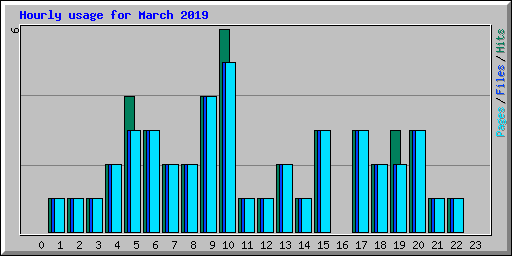 Hourly usage for March 2019
6
Pages/Files/Hits
0 1 2 3 4 5 6 7 8 9 10 11 12 13 14 15 16 17 18 19 20 21 22 23